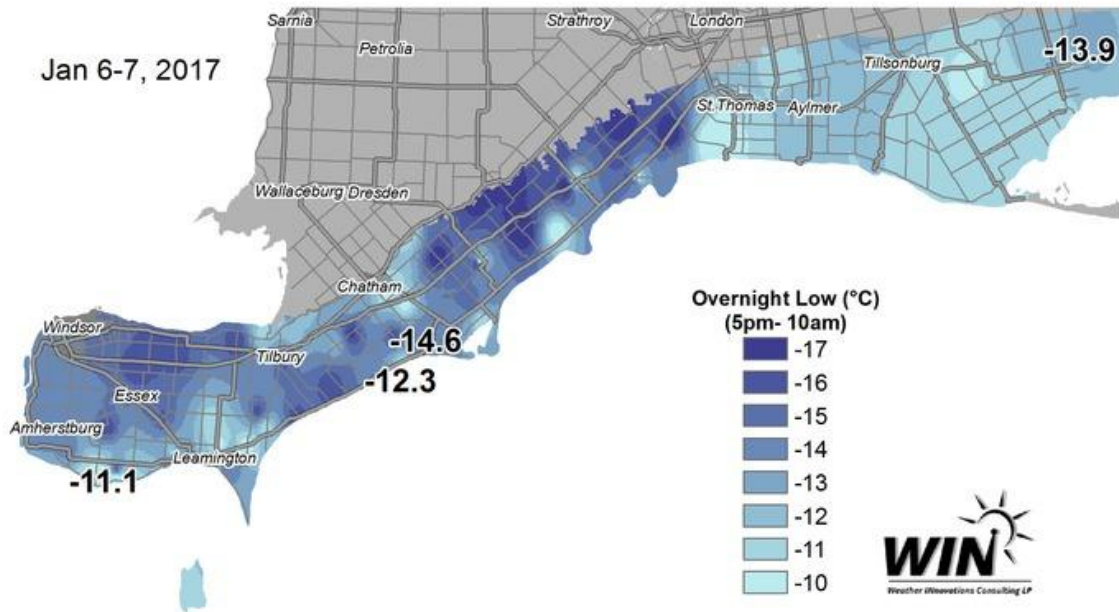 Sarnia
Strathroy
London
Petrolia
Jan 6-7, 2017
Tillsonburg
-13.9
St.Thomas
Aylmer
Wallaceburg
Dresden
Chatham
Overnight Low (°C)
(5pm- 10am)
Windsor
-14.6
-17
Tilbury
-12.3
-16
Essex
-15
Amherstburg
-14
Leamington
-11.1
-13
-12
-11
-10
WIN
Weather INnovations Consulting LP